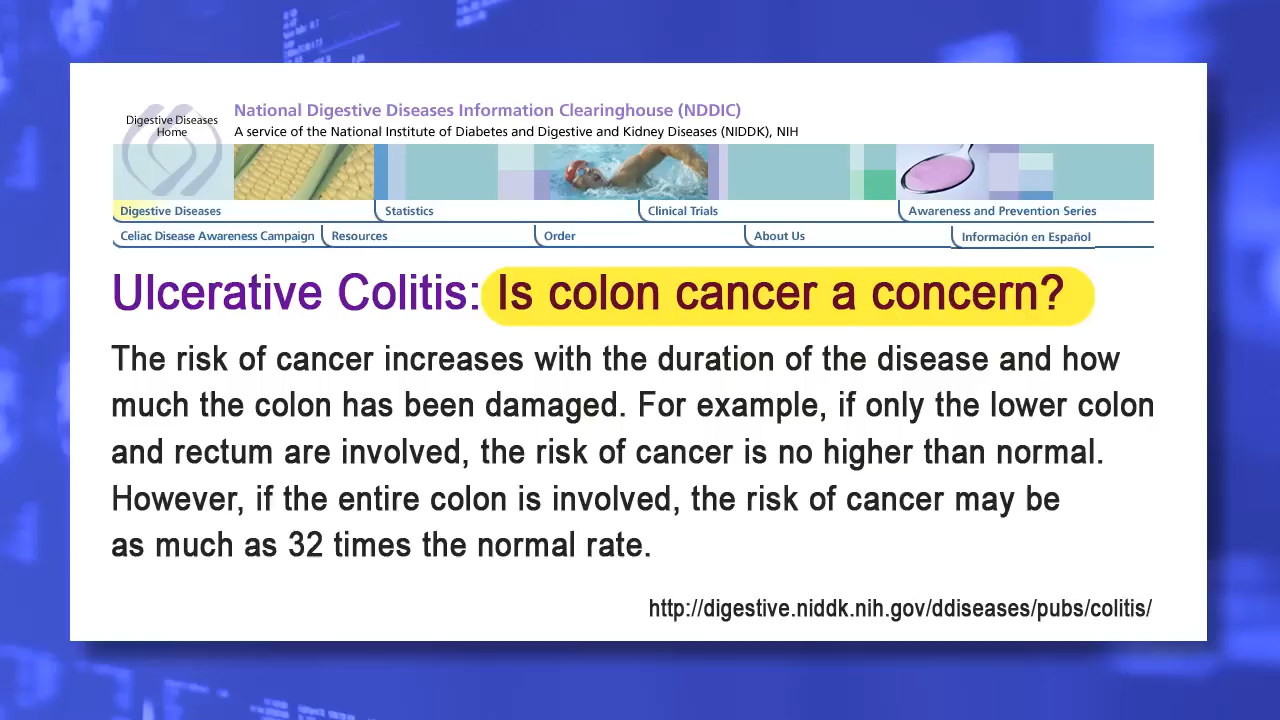 National Digestive Diseases Information Clearinghouse (NDDIC)
Digestive Diseases
Home
A service of the National Institute of Diabetes and Digestive and Kidney Diseases (NIDDK), NIH
Digestive Diseases
Statistics
Clinical Trials
Awareness and Prevention Series
Celiac Disease Awareness Campaign
Resources
Order
About Us
Información en Español
Ulcerative Colitis: Is colon cancer a concern?
The risk of cancer increases with the duration of the disease and how
much the colon has been damaged. For example, if only the lower colon
and rectum are involved, the risk of cancer is no higher than normal.
However, if the entire colon is involved, the risk of cancer may be
as much as 32 times the normal rate.
http://digestive.niddk.nih.gov/ddiseases/pubs/colitis/